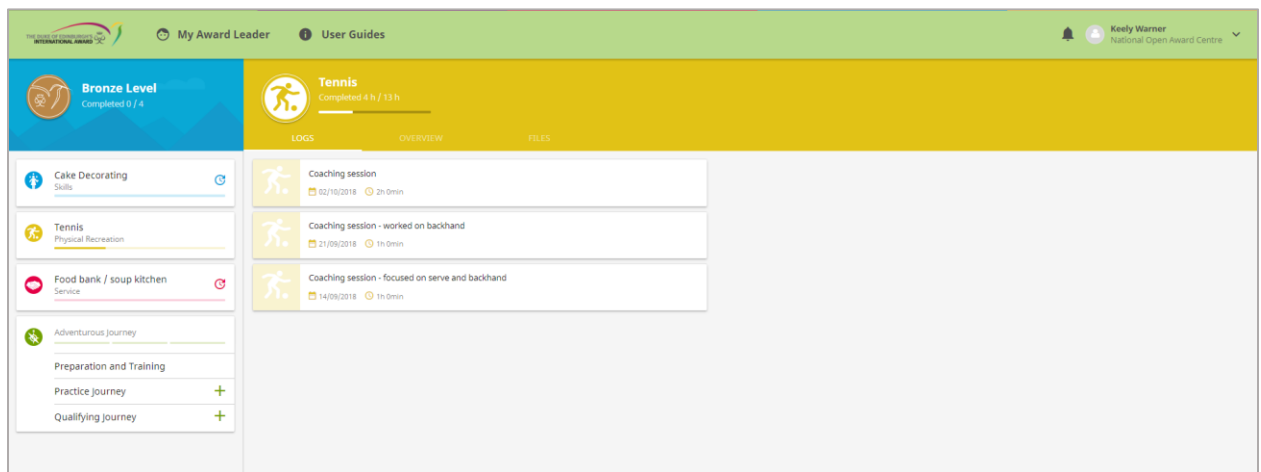 THE DUKE OF EDINBURGH'S
INTERNATIONAL AWARD
My Award Leader
User Guides
Keely Warner
National Open Award Centre
Bronze Level
Completed 0 / 4
Tennis
Completed 4 h / 13 h
LOGS
OVERVIEW
FILES
Cake Decorating
Skills
Tennis
Physical Recreation
Food bank / soup kitchen
Service
Adventurous Journey
Preparation and Training
Practice Journey
Qualifying Journey
Coaching session
02/10/2018 2h 0min
Coaching session - worked on backhand
21/09/2018 1h 0min
Coaching session - focused on serve and backhand
14/09/2018 1h 0min